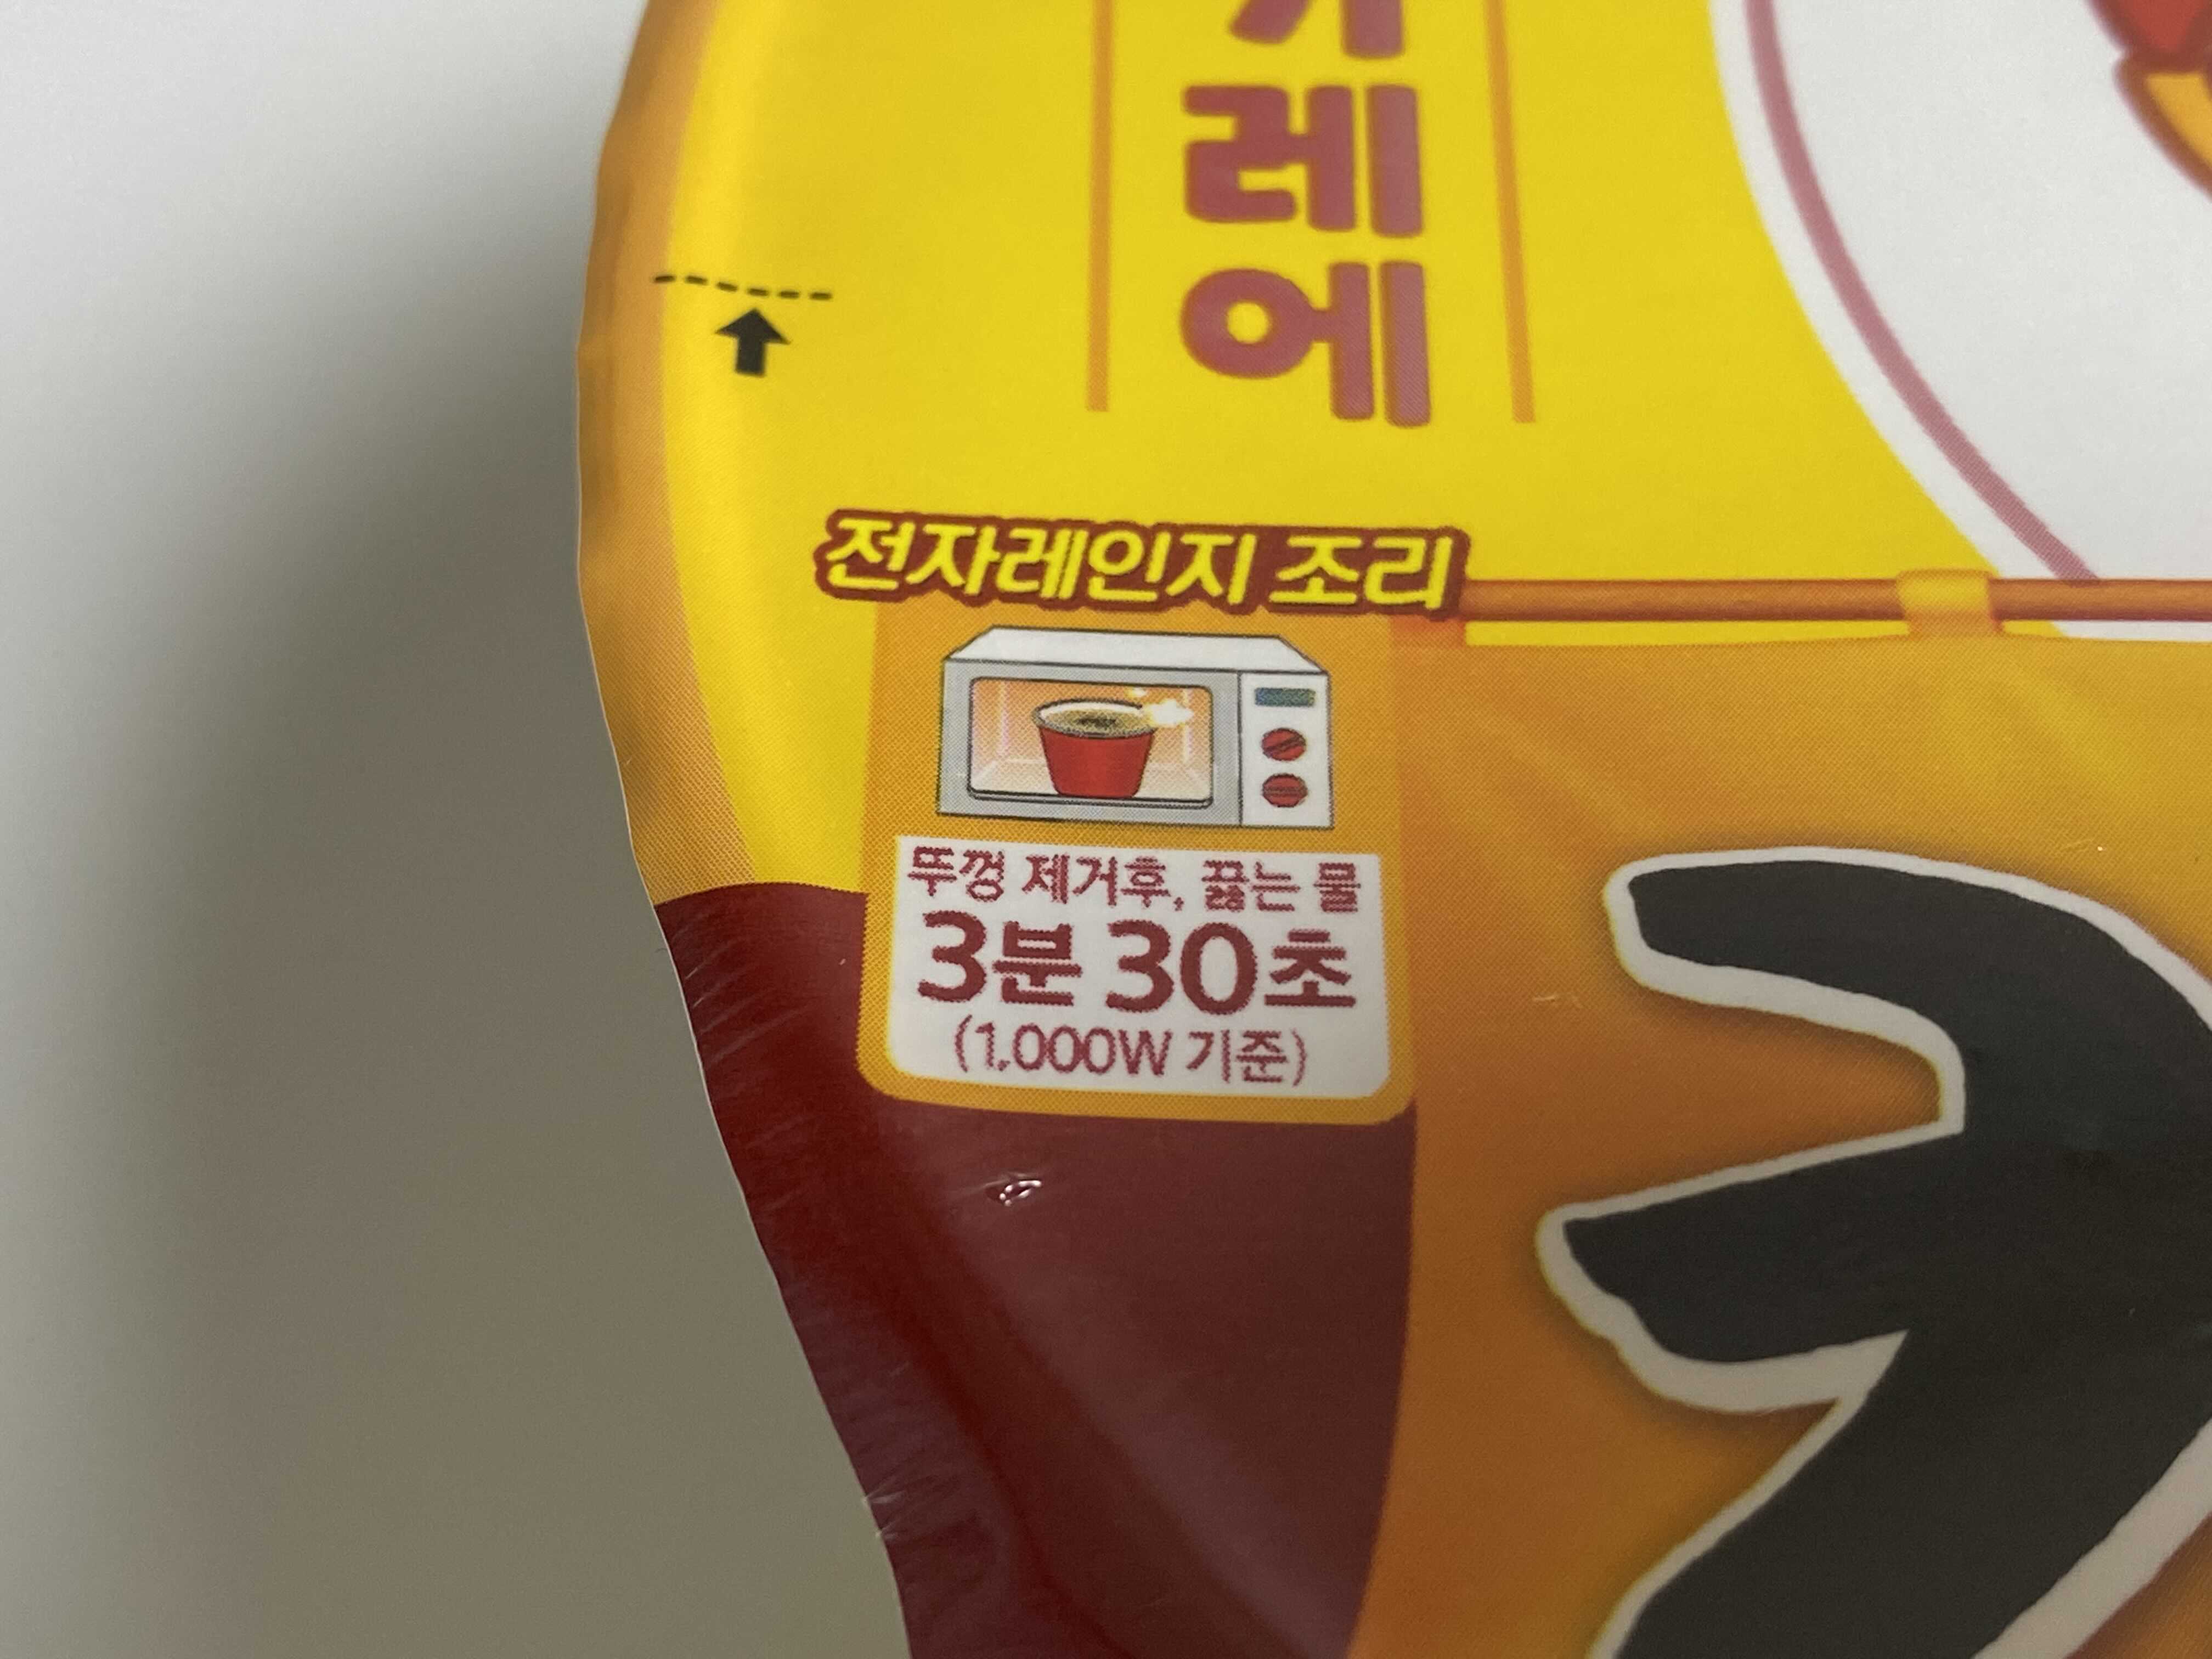 레
에
전자레인지 조리
뚜껑 제거후, 끓는 물
3분 30초
(1,000W 기준)